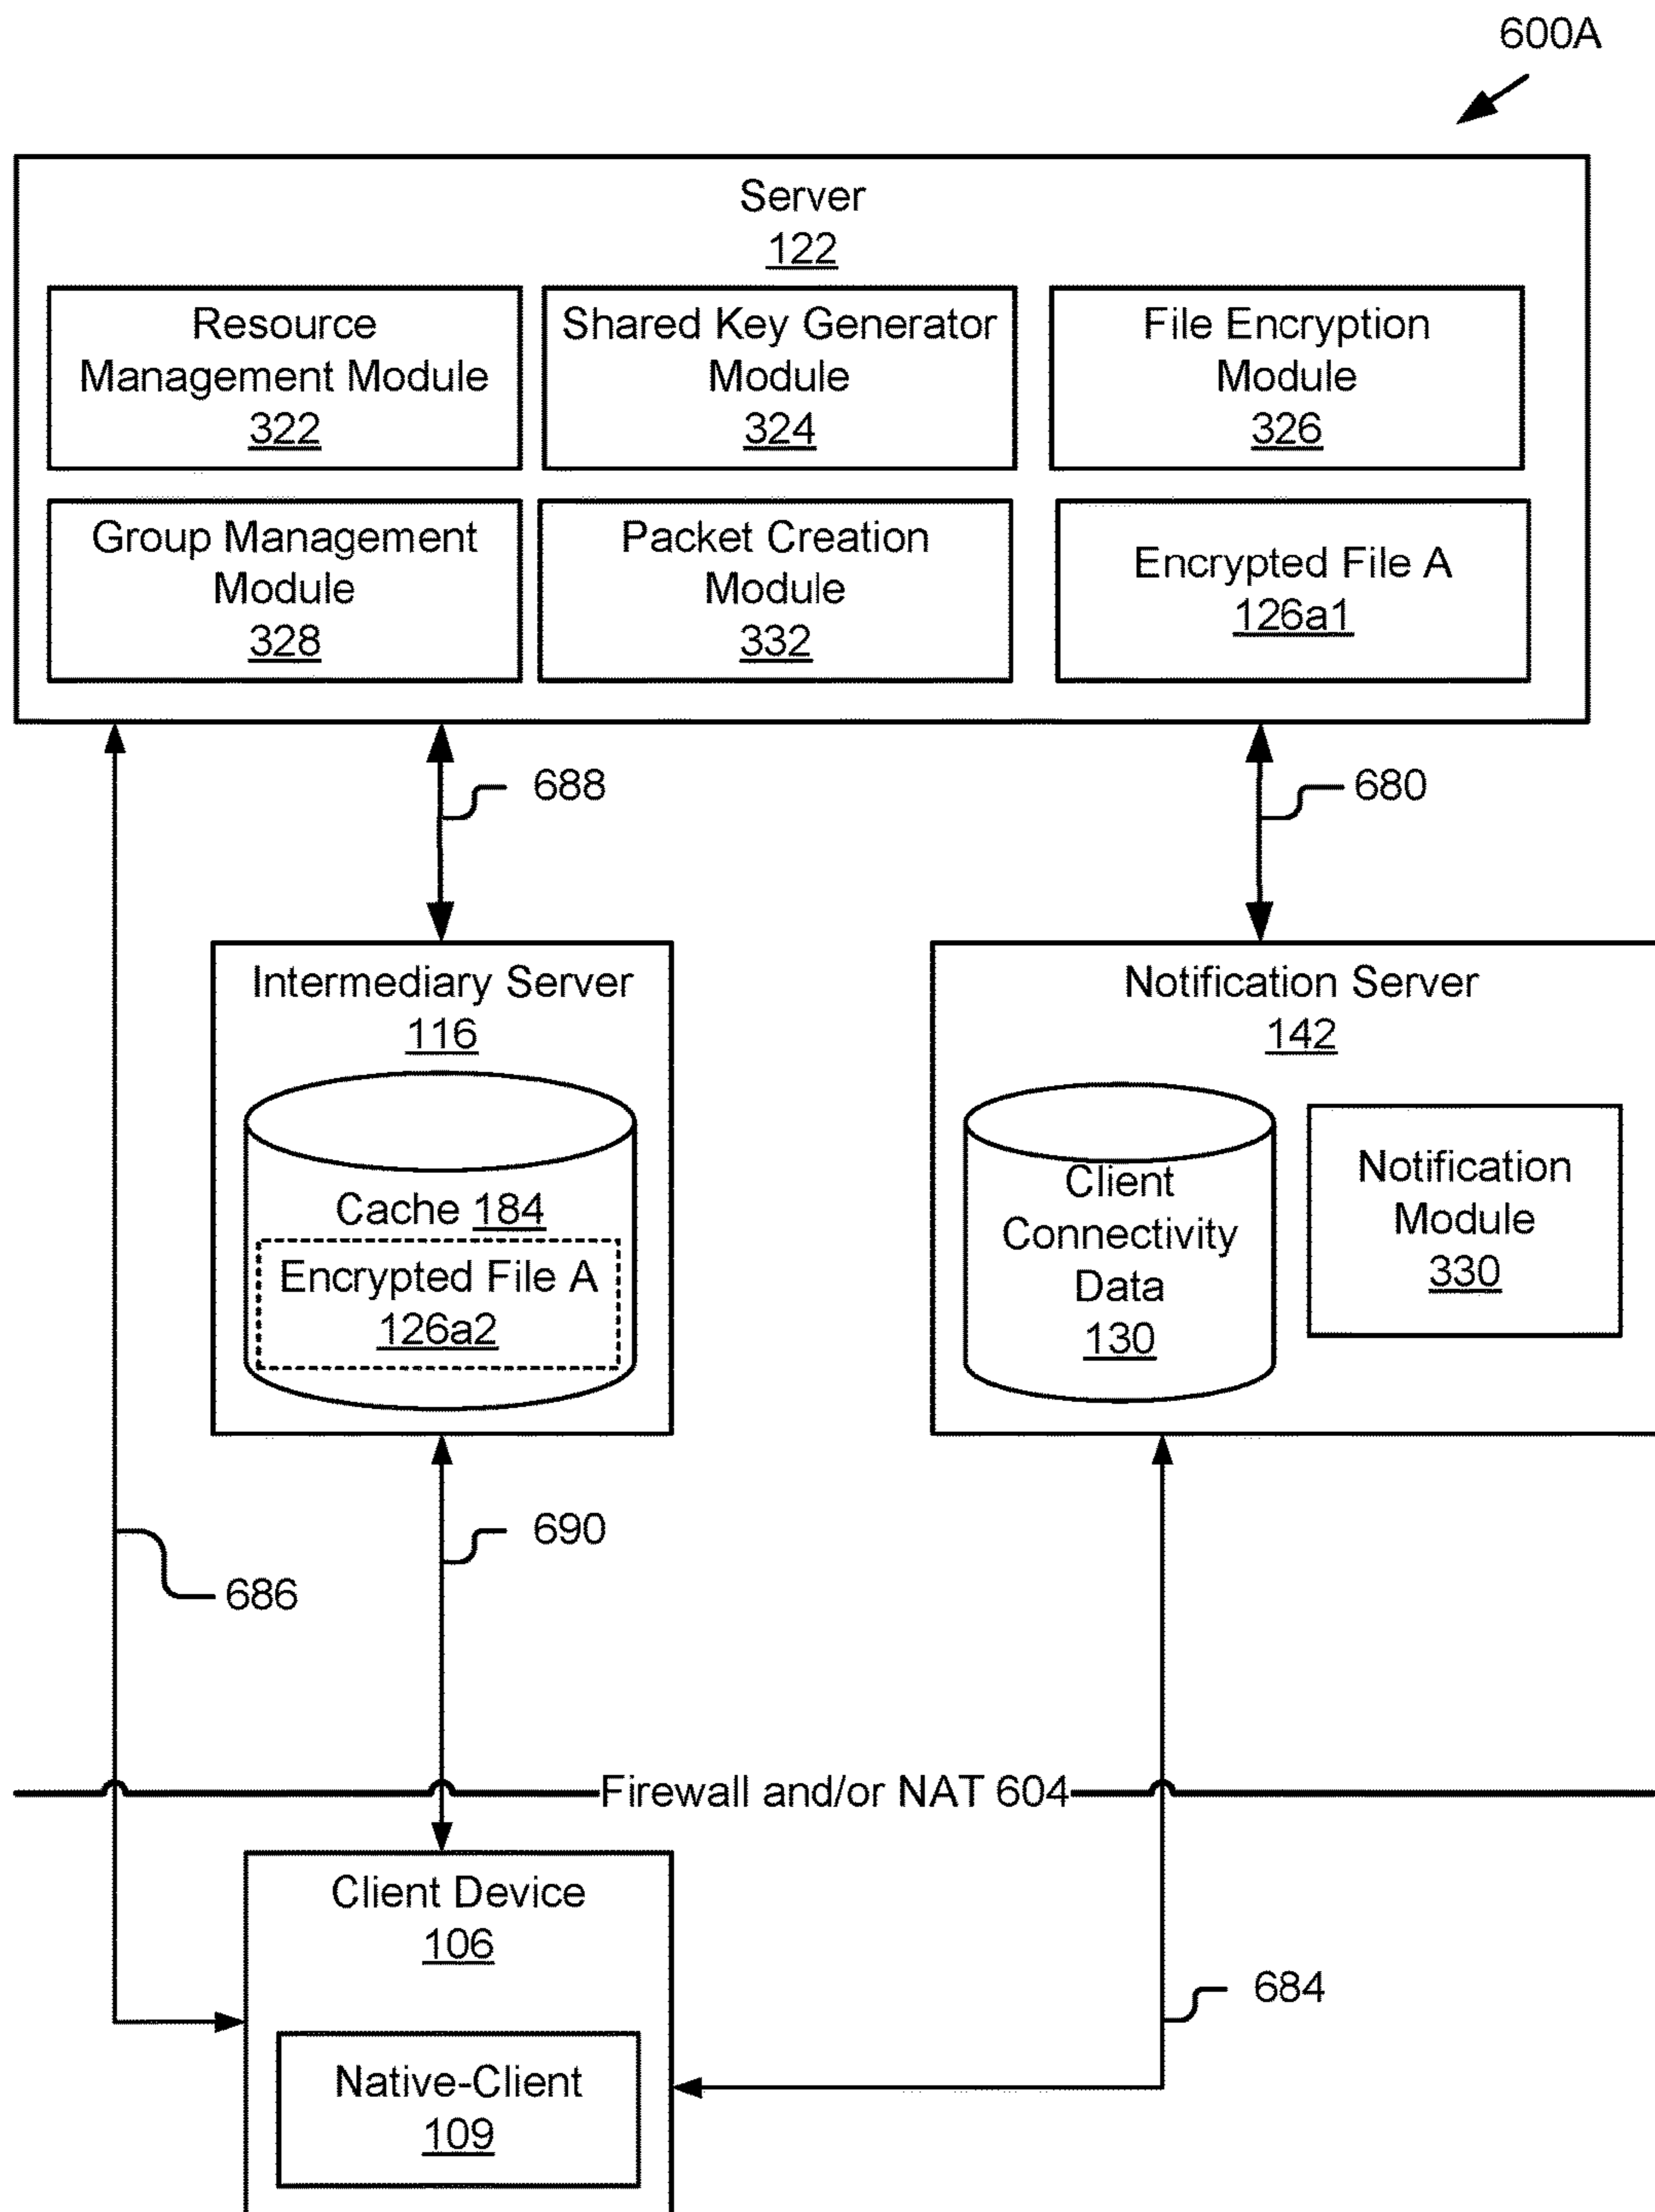 600A
Server
122
Resource
Management Module
322
Shared Key Generator
Module
324
File Encryption
Module
326
Group Management
Module
328
Packet Creation
Module
332
Encrypted File A
126a1
688
680
Intermediary Server
116
Cache 184
Encrypted File A
126a2
Notification Server
142
Client
Connectivity
Data
130
Notification
Module
330
690
686
Firewall and/or NAT 604
Client Device
106
Native-Client
109
684